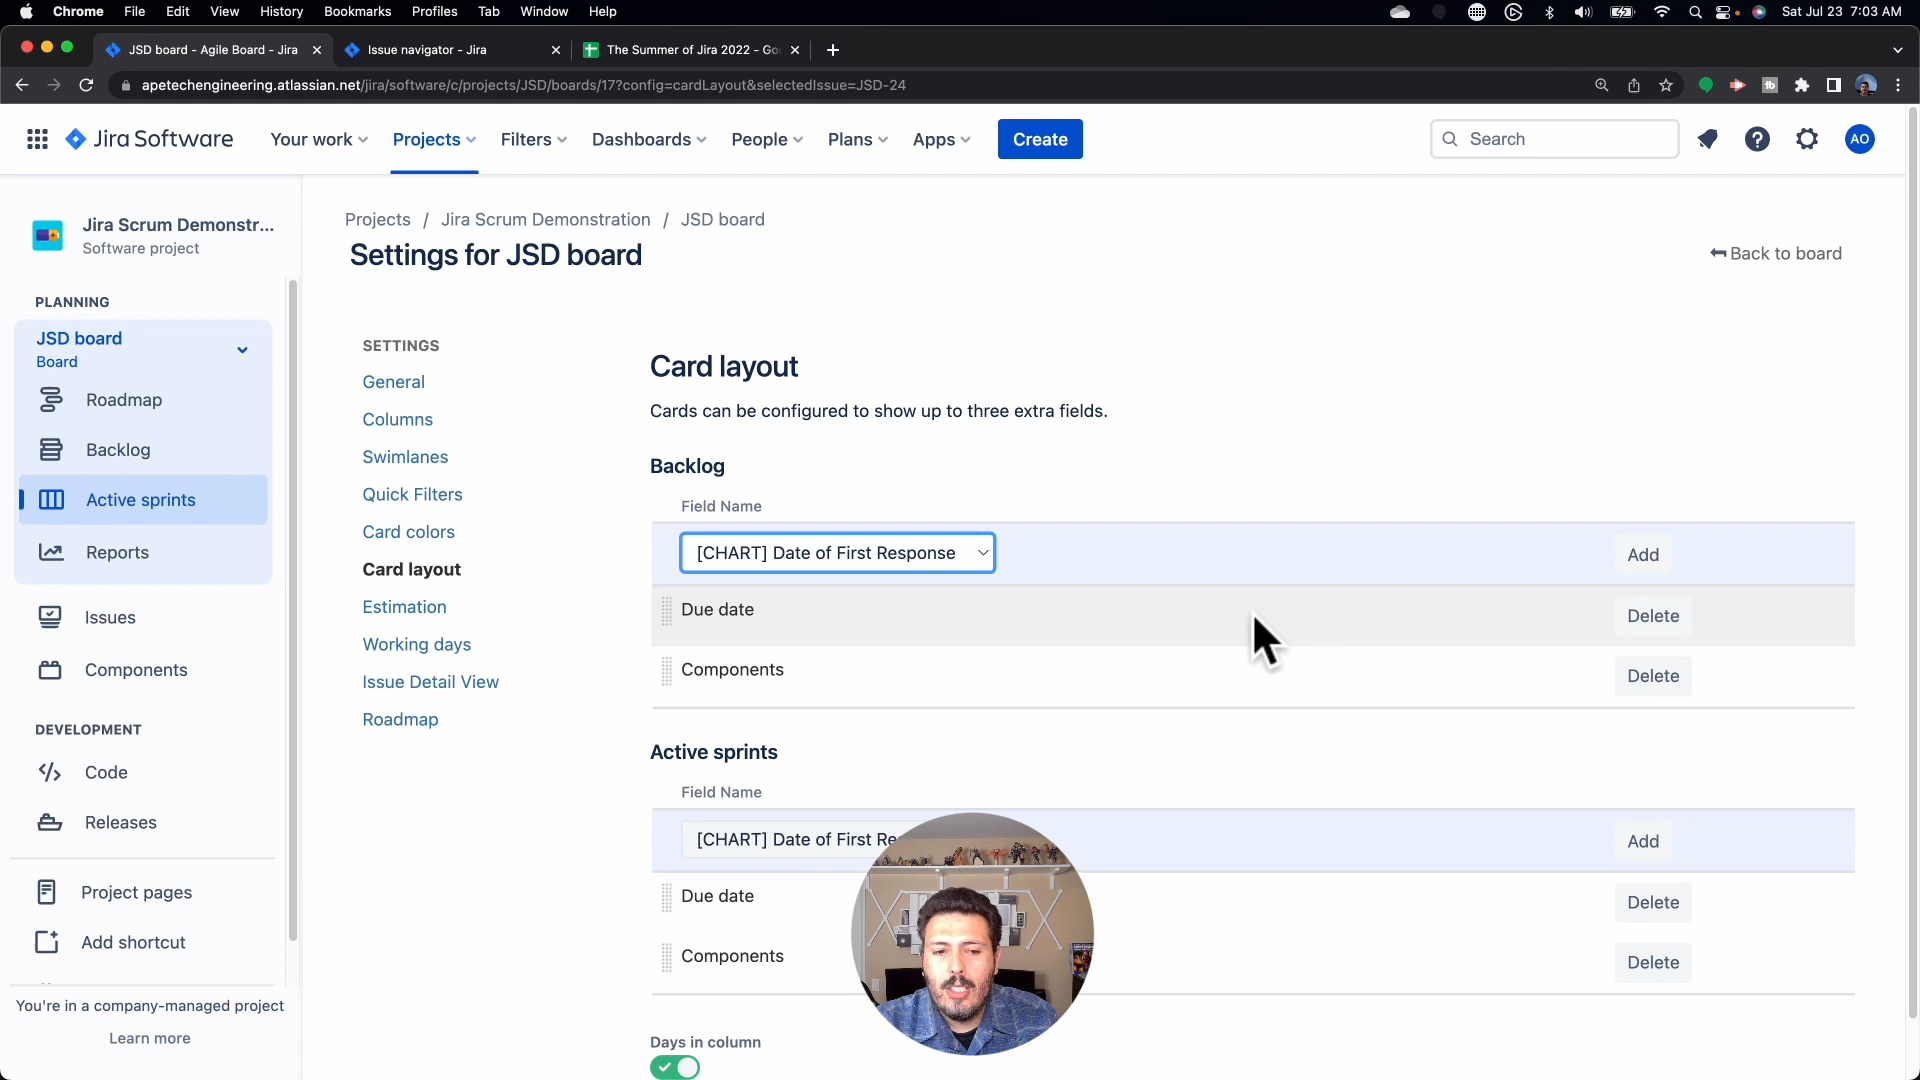 Chrome File Edit View History Bookmarks Profiles Tab Window Help
Sat Jul 23 7:03 AM
JSD board - Agile Board - Jira
Issue navigator - Jira
The Summer of Jira 2022 - Go
apetechengineering.atlassian.net/jira/software/c/projects/JSD/boards/17?config=cardLayout&selectedIssue=JSD-24
Jira Software
Your work
Projects
Filters
Dashboards
People
Plans
Apps
Create
Search
AO
Jira Scrum Demonstr...
Software project
PLANNING
JSD board
Board
Roadmap
Backlog
Active sprints
Reports
Issues
Components
DEVELOPMENT
Code
Releases
Project pages
Add shortcut
You're in a company-managed project
Learn more
Projects / Jira Scrum Demonstration / JSD board
Settings for JSD board
Back to board
SETTINGS
General
Columns
Swimlanes
Quick Filters
Card colors
Card layout
Estimation
Working days
Issue Detail View
Roadmap
Card layout
Cards can be configured to show up to three extra fields.
Backlog
Field Name
[CHART] Date of First Response
Add
Due date
Delete
Components
Delete
Active sprints
Field Name
[CHART] Date of First Re
Add
Due date
Delete
Components
Delete
Days in column